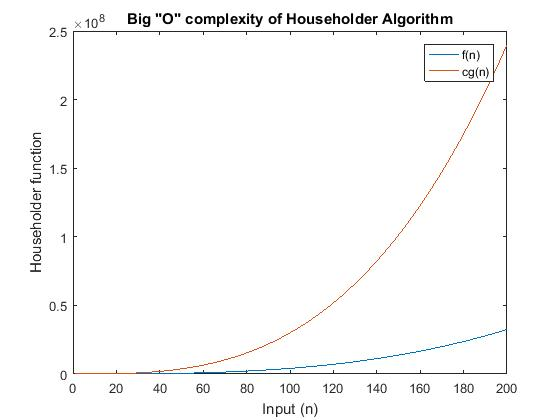 Big "O" complexity of Householder Algorithm
×10^8
2.5
2
1.5
1
0.5
0
Householder function
f(n)
cg(n)
0 20 40 60 80 100 120 140 160 180 200
Input (n)